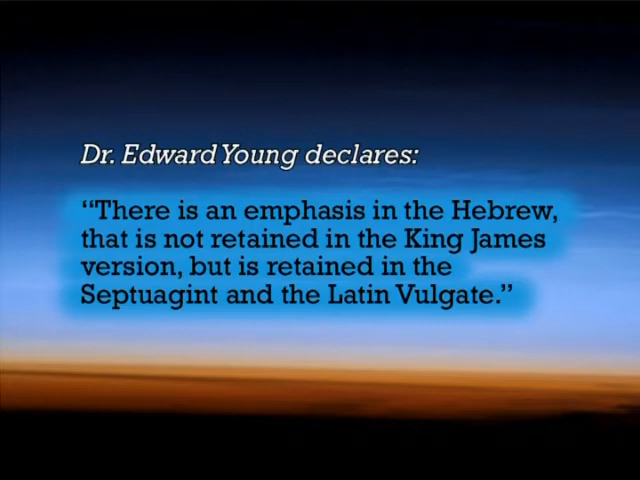 Dr. Edward Young declares:
“There is an emphasis in the Hebrew,
that is not retained in the King James
version, but is retained in the
Septuagint and the Latin Vulgate.”